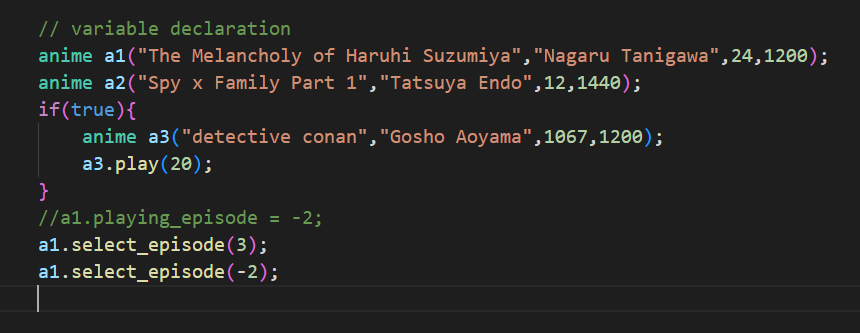 // variable declaration
anime a1("The Melancholy of Haruhi Suzumiya","Nagaru Tanigawa",24,1200);
anime a2("Spy x Family Part 1","Tatsuya Endo",12,1440);
if(true){
    anime a3("detective conan","Gosho Aoyama",1067,1200);
    a3.play(20);
}
//a1.playing_episode = -2;
a1.select_episode(3);
a1.select_episode(-2);